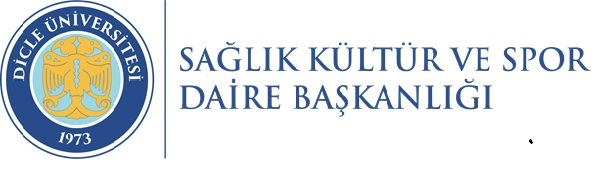 DİCLE ÜNİVERSİTESİ
1973
SAĞLIK KÜLTÜR VE SPOR
DAİRE BAŞKANLIĞI